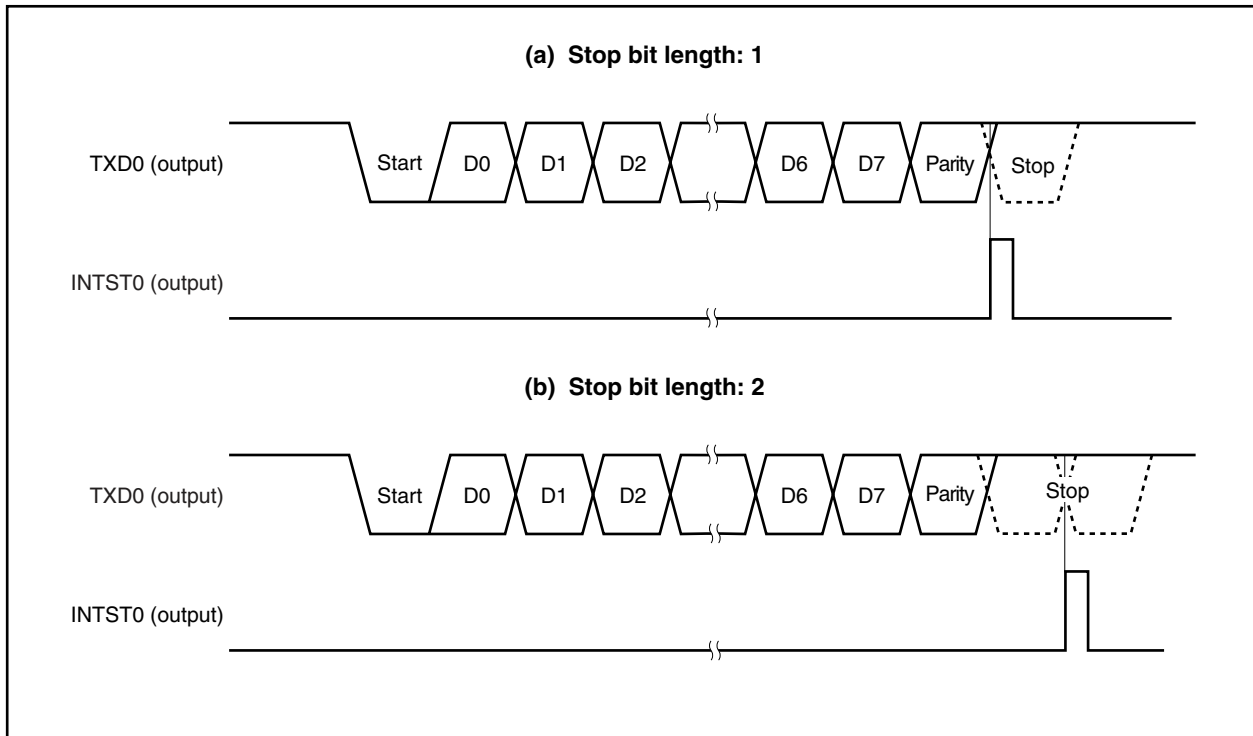 (a) Stop bit length: 1
TXD0 (output) Start D0 D1 D2 D6 D7 Parity Stop
INTST0 (output)
(b) Stop bit length: 2
TXD0 (output) Start D0 D1 D2 D6 D7 Parity Stop
INTST0 (output)